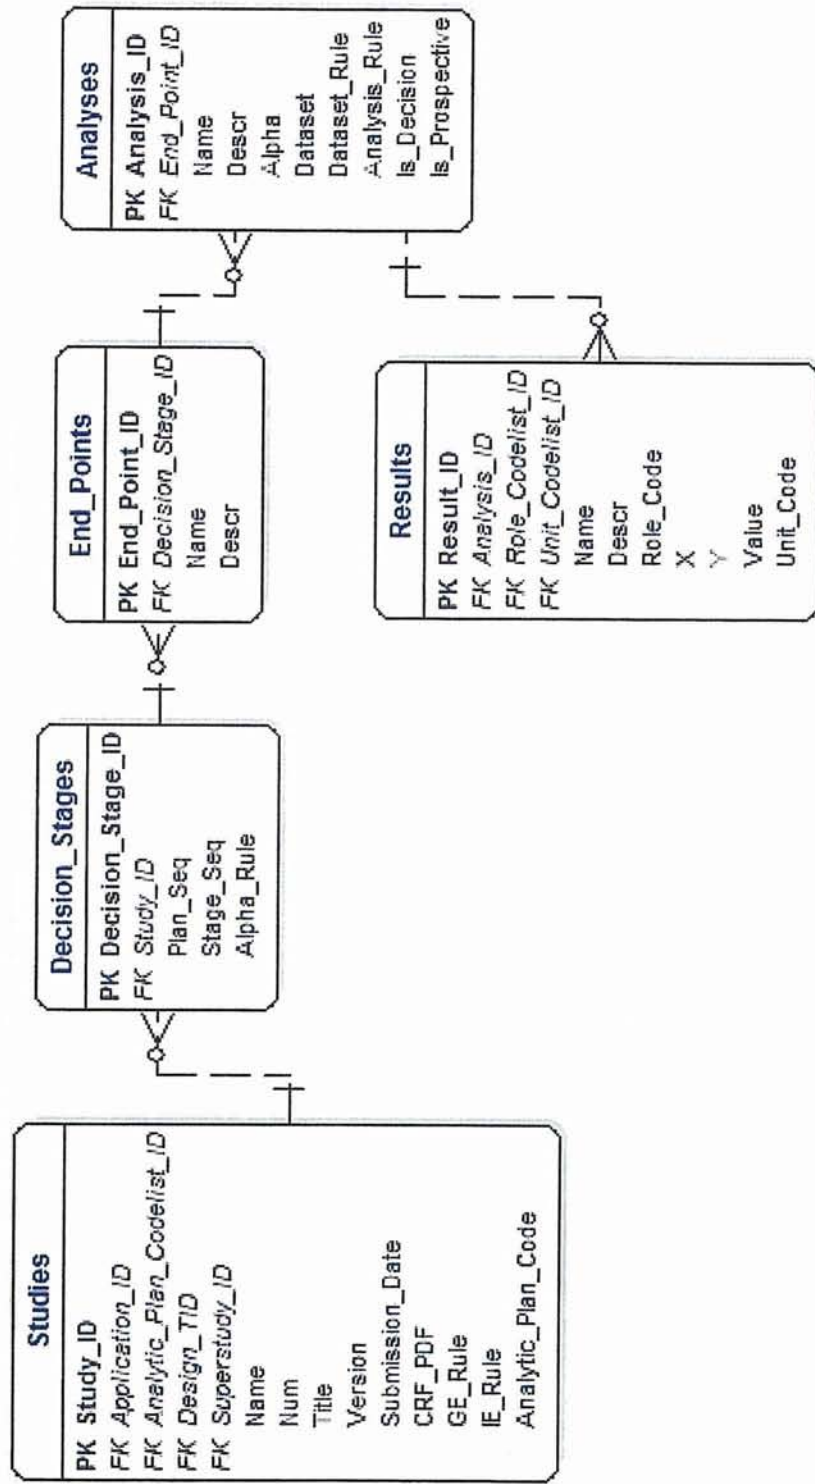 Studies
PK Study_ID
FK Application_ID
FK Analytic_Plan_Codelist_ID
FK Design_TID
FK Superstudy_ID
Name
Num
Title
Version
Submission_Date
CRF_PDF
GE_Rule
IE_Rule
Analytic_Plan_Code
Decision_Stages
PK Decision_Stage_ID
FK Study_ID
Plan_Seq
Stage_Seq
Alpha_Rule
End_Points
PK End_Point_ID
FK Decision_Stage_ID
Name
Descr
Analyses
PK Analysis_ID
FK End_Point_ID
Name
Descr
Alpha
Dataset
Dataset_Rule
Analysis_Rule
Is_Decision
Is_Prospective
Results
PK Result_ID
FK Analysis_ID
FK Role_Codelist_ID
FK Unit_Codelist_ID
Name
Descr
Role_Code
X
Y
Value
Unit_Code